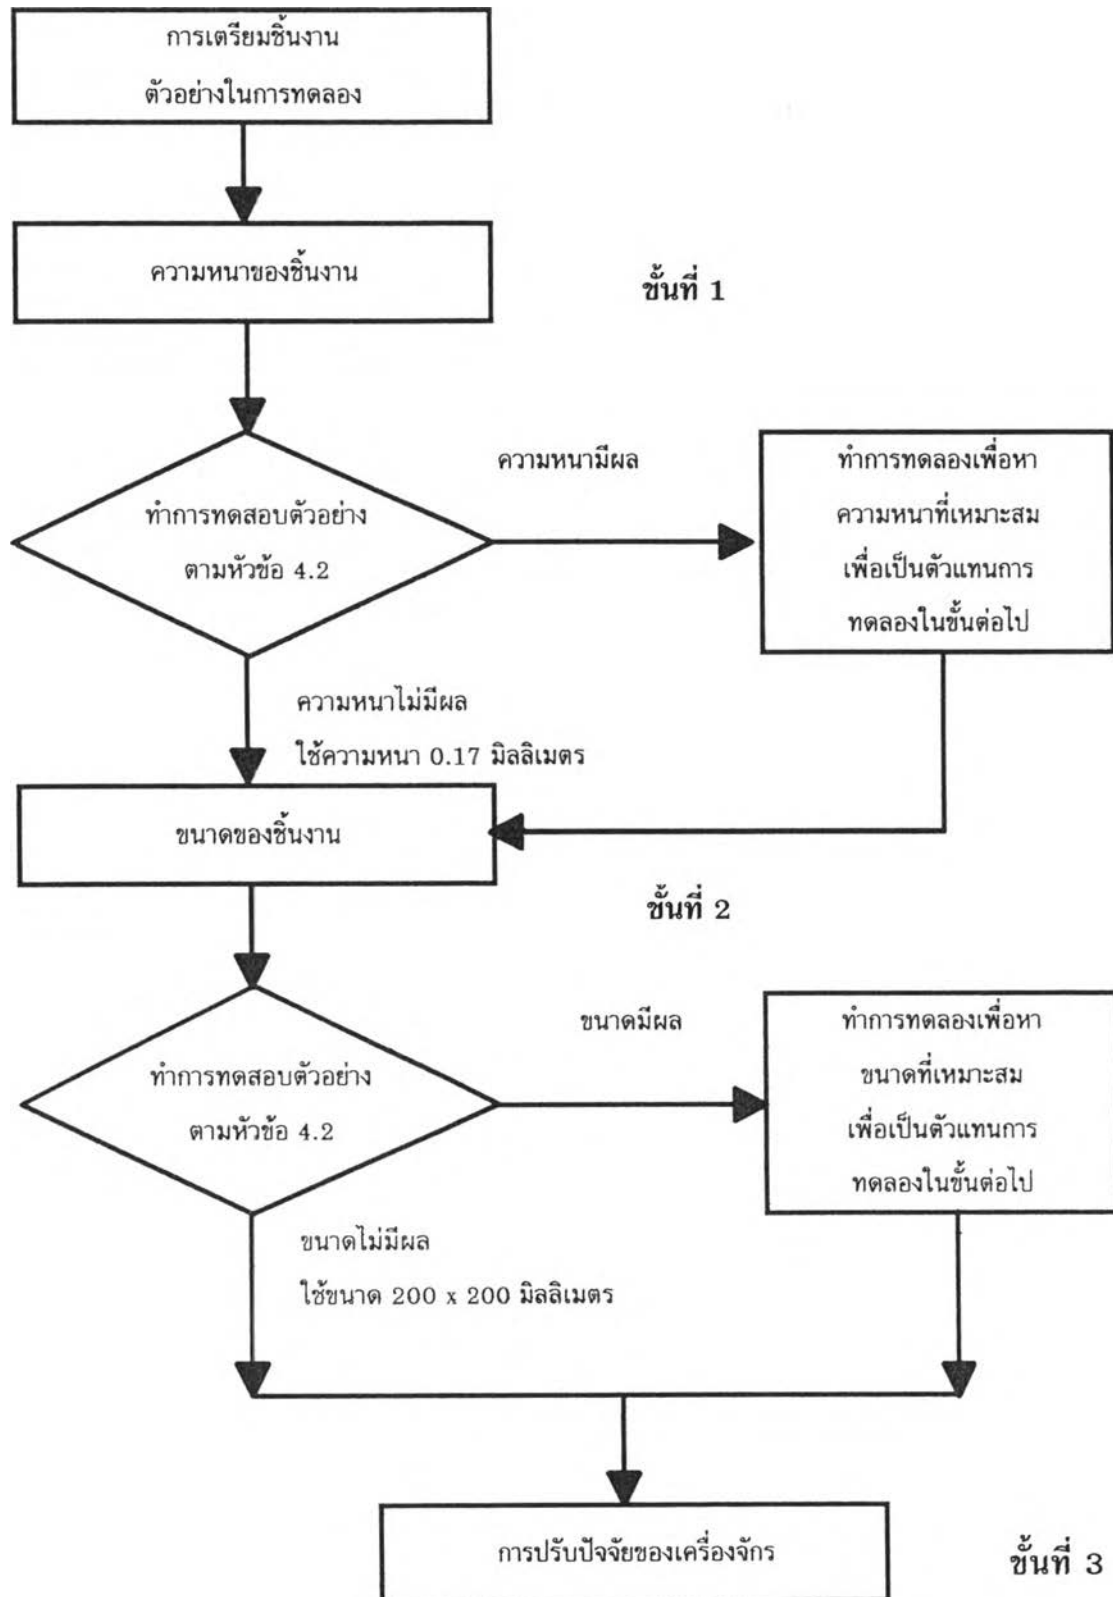 การเตรียมชิ้นงาน
ตัวอย่างในการทดลอง
ความหนาของชิ้นงาน
ขั้นที่ 1
ทำการทดสอบตัวอย่าง
ตามหัวข้อ 4.2
ความหนามีผล
ทำการทดลองเพื่อหา
ความหนาที่เหมาะสม
เพื่อเป็นตัวแทนการ
ทดลองในขั้นต่อไป
ความหนาไม่มีผล
ใช้ความหนา 0.17 มิลลิเมตร
ขนาดของชิ้นงาน
ขั้นที่ 2
ทำการทดสอบตัวอย่าง
ตามหัวข้อ 4.2
ขนาดมีผล
ทำการทดลองเพื่อหา
ขนาดที่เหมาะสม
เพื่อเป็นตัวแทนการ
ทดลองในขั้นต่อไป
ขนาดไม่มีผล
ใช้ขนาด 200 x 200 มิลลิเมตร
การปรับปัจจัยของเครื่องจักร
ขั้นที่ 3